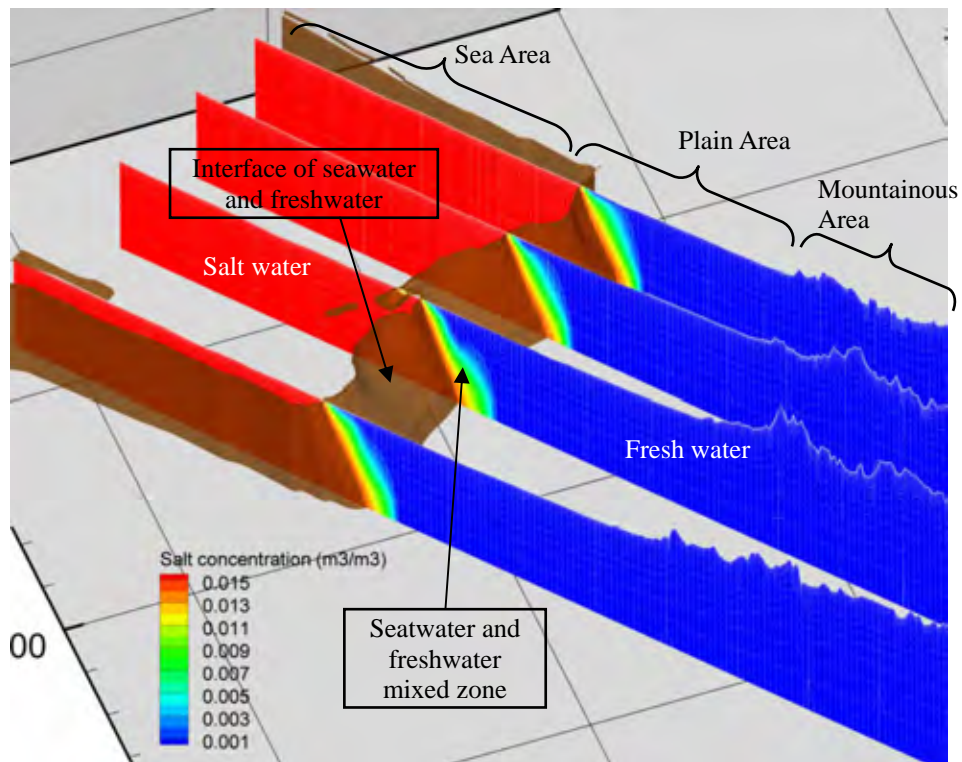 Sea Area
Plain Area
Mountainous
Area
Interface of seawater
and freshwater
Salt water
Fresh water
Salt concentration (m3/m3)
0.015
0.013
0.011
0.009
0.007
0.005
0.003
0.001
Seatwater and
freshwater
mixed zone
00